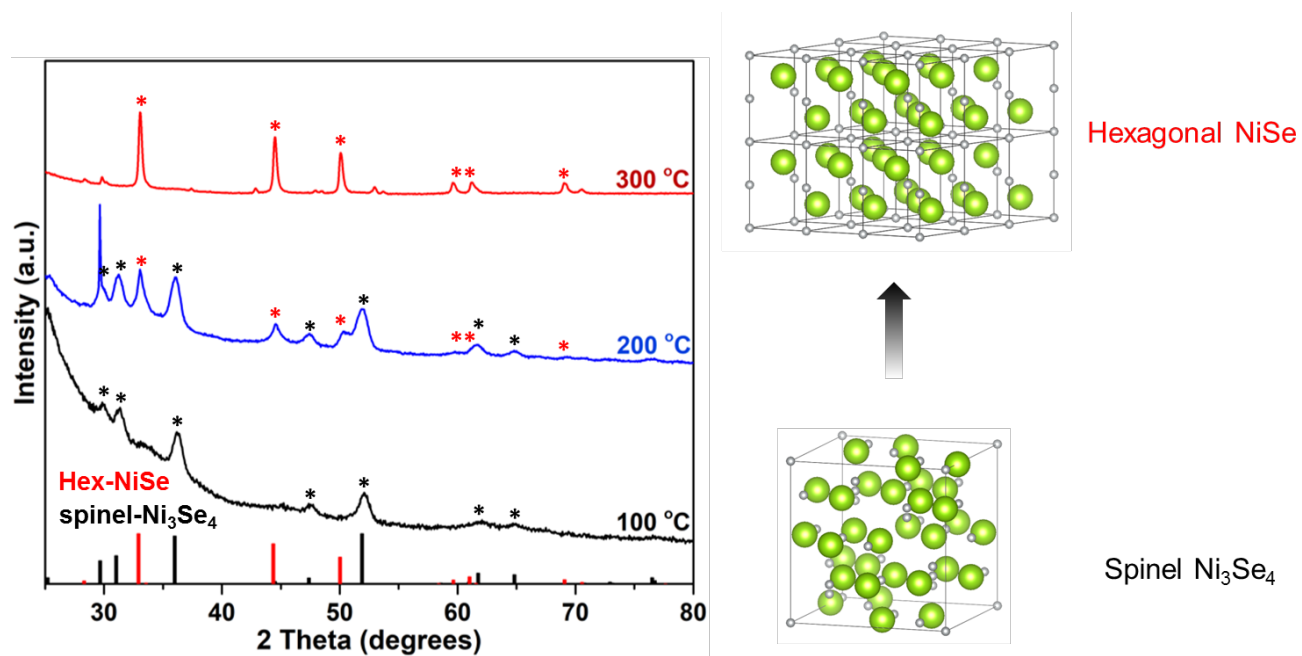 Intensity (a.u.)
* * * * * *
300 °C
* * * * * * * * * * * * *
200 °C
* * * * * * *
100 °C
Hex-NiSe
spinel-Ni₃Se₄
30 40 50 60 70 80
2 Theta (degrees)
Hexagonal NiSe
Spinel Ni₃Se₄